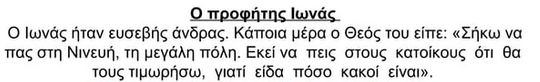 Ο προφήτης Ιωνάς
Ο Ιωνάς ήταν ευσεβής άνδρας. Κάποια μέρα ο Θεός του είπε: «Σήκω να
πας στη Νινευή, τη μεγάλη πόλη. Εκεί να πεις στους κατοίκους ότι θα
τους τιμωρήσω, γιατί είδα πόσο κακοί είναι».